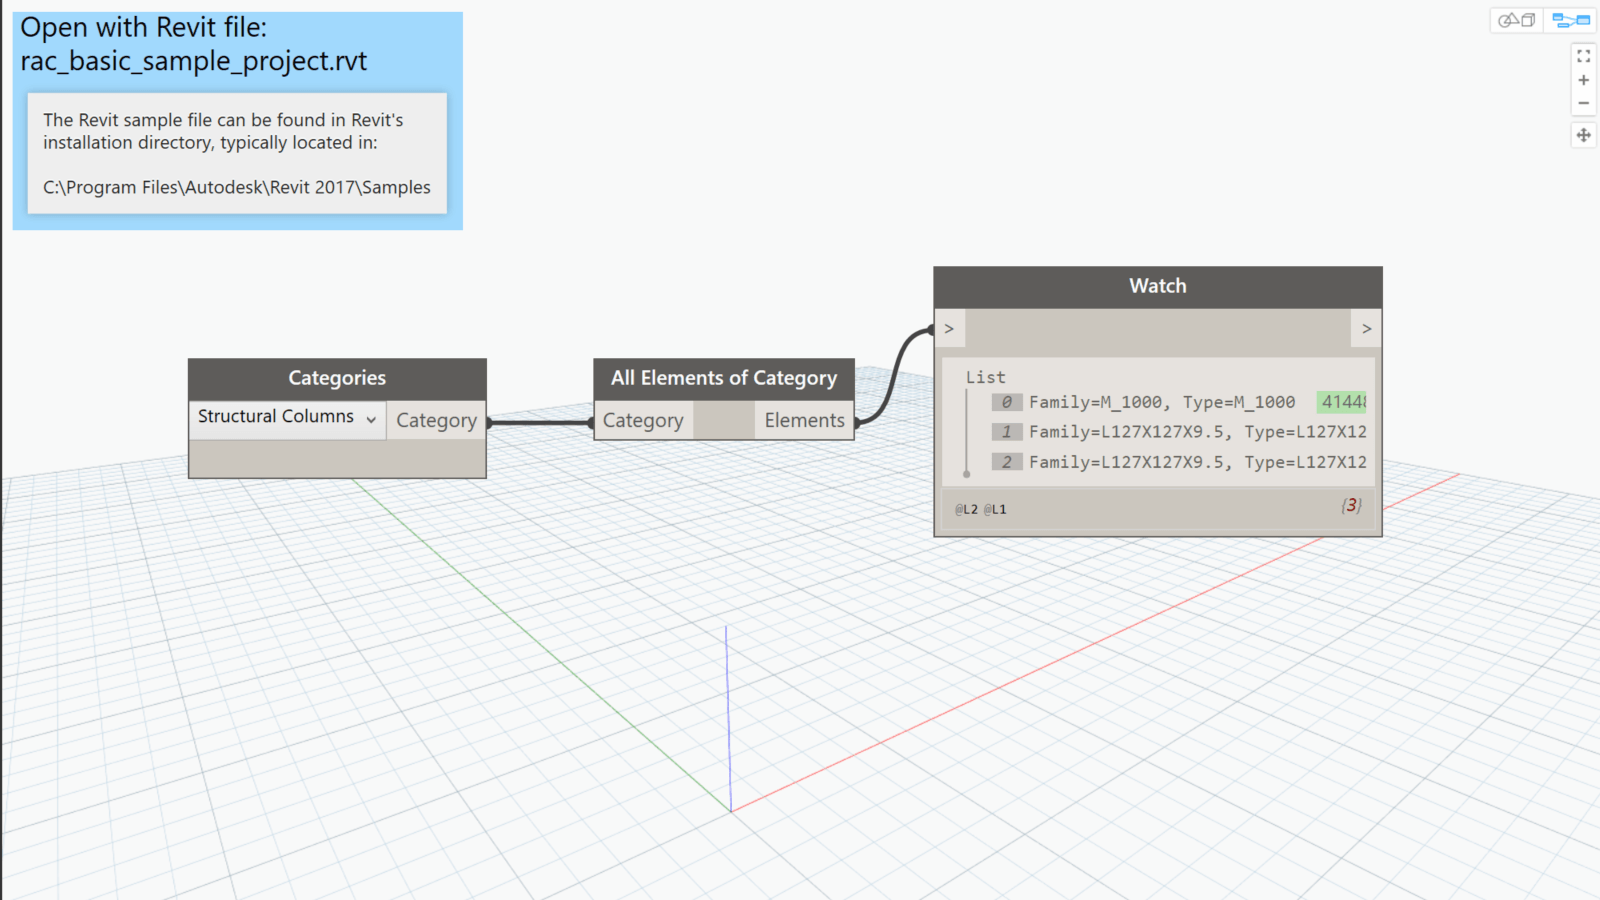 Open with Revit file:
rac_basic_sample_project.rvt
The Revit sample file can be found in Revit's
installation directory, typically located in:
C:\Program Files\Autodesk\Revit 2017\Samples
Categories
Structural Columns
Category
All Elements of Category
Category
Elements
Watch
>
>
List
0 Family=M_1000, Type=M_1000 41448
1 Family=L127X127X9.5, Type=L127X12
2 Family=L127X127X9.5, Type=L127X12
@L2 @L1
{3}